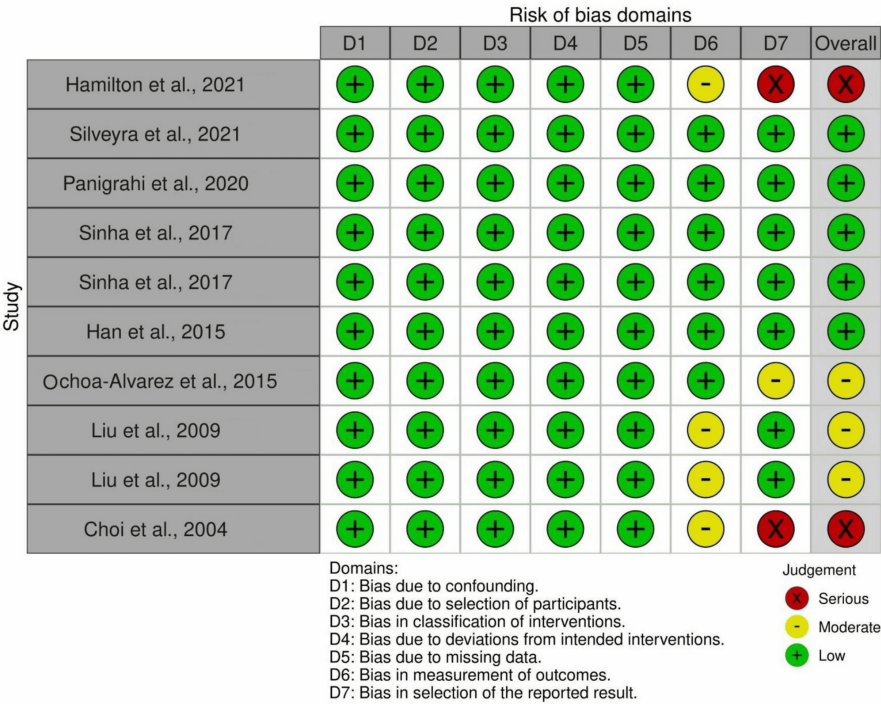 Risk of bias domains
D1 D2 D3 D4 D5 D6 D7 Overall
Study
Hamilton et al., 2021 + + + + + - X X
Silveyra et al., 2021 + + + + + + + +
Panigrahi et al., 2020 + + + + + + + +
Sinha et al., 2017 + + + + + + + +
Sinha et al., 2017 + + + + + + + +
Han et al., 2015 + + + + + + + +
Ochoa-Alvarez et al., 2015 + + + + + + - -
Liu et al., 2009 + + + + + - + -
Liu et al., 2009 + + + + + - + -
Choi et al., 2004 + + + + + - X X
Domains:
D1: Bias due to confounding.
D2: Bias due to selection of participants.
D3: Bias in classification of interventions.
D4: Bias due to deviations from intended interventions.
D5: Bias due to missing data.
D6: Bias in measurement of outcomes.
D7: Bias in selection of the reported result.
Judgement
X Serious
- Moderate
+ Low